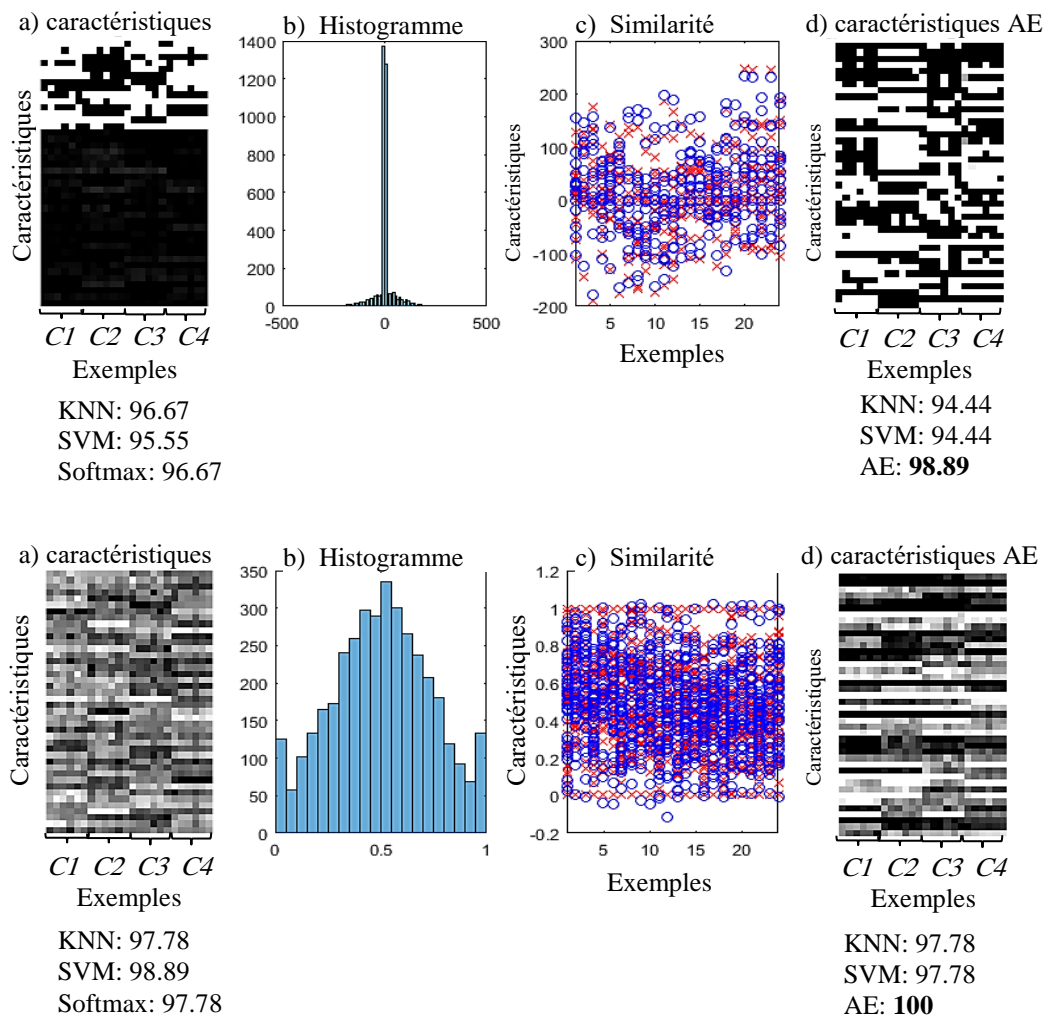 a) caractéristiques
b) Histogramme
c) Similarité
d) caractéristiques AE
Caractéristiques
C1 C2 C3 C4
Exemples
KNN: 96.67
SVM: 95.55
Softmax: 96.67
1400
1200
1000
800
600
400
200
0
-500 0 500
Caractéristiques
300
200
100
0
-100
-200
5 10 15 20
Exemples
C1 C2 C3 C4
Exemples
KNN: 94.44
SVM: 94.44
AE: 98.89
a) caractéristiques
b) Histogramme
c) Similarité
d) caractéristiques AE
Caractéristiques
C1 C2 C3 C4
Exemples
KNN: 97.78
SVM: 98.89
Softmax: 97.78
350
300
250
200
150
100
50
0
0 0.5 1
Caractéristiques
1.2
1
0.8
0.6
0.4
0.2
0
-0.2
5 10 15 20
Exemples
Caractéristiques
C1 C2 C3 C4
Exemples
KNN: 97.78
SVM: 97.78
AE: 100